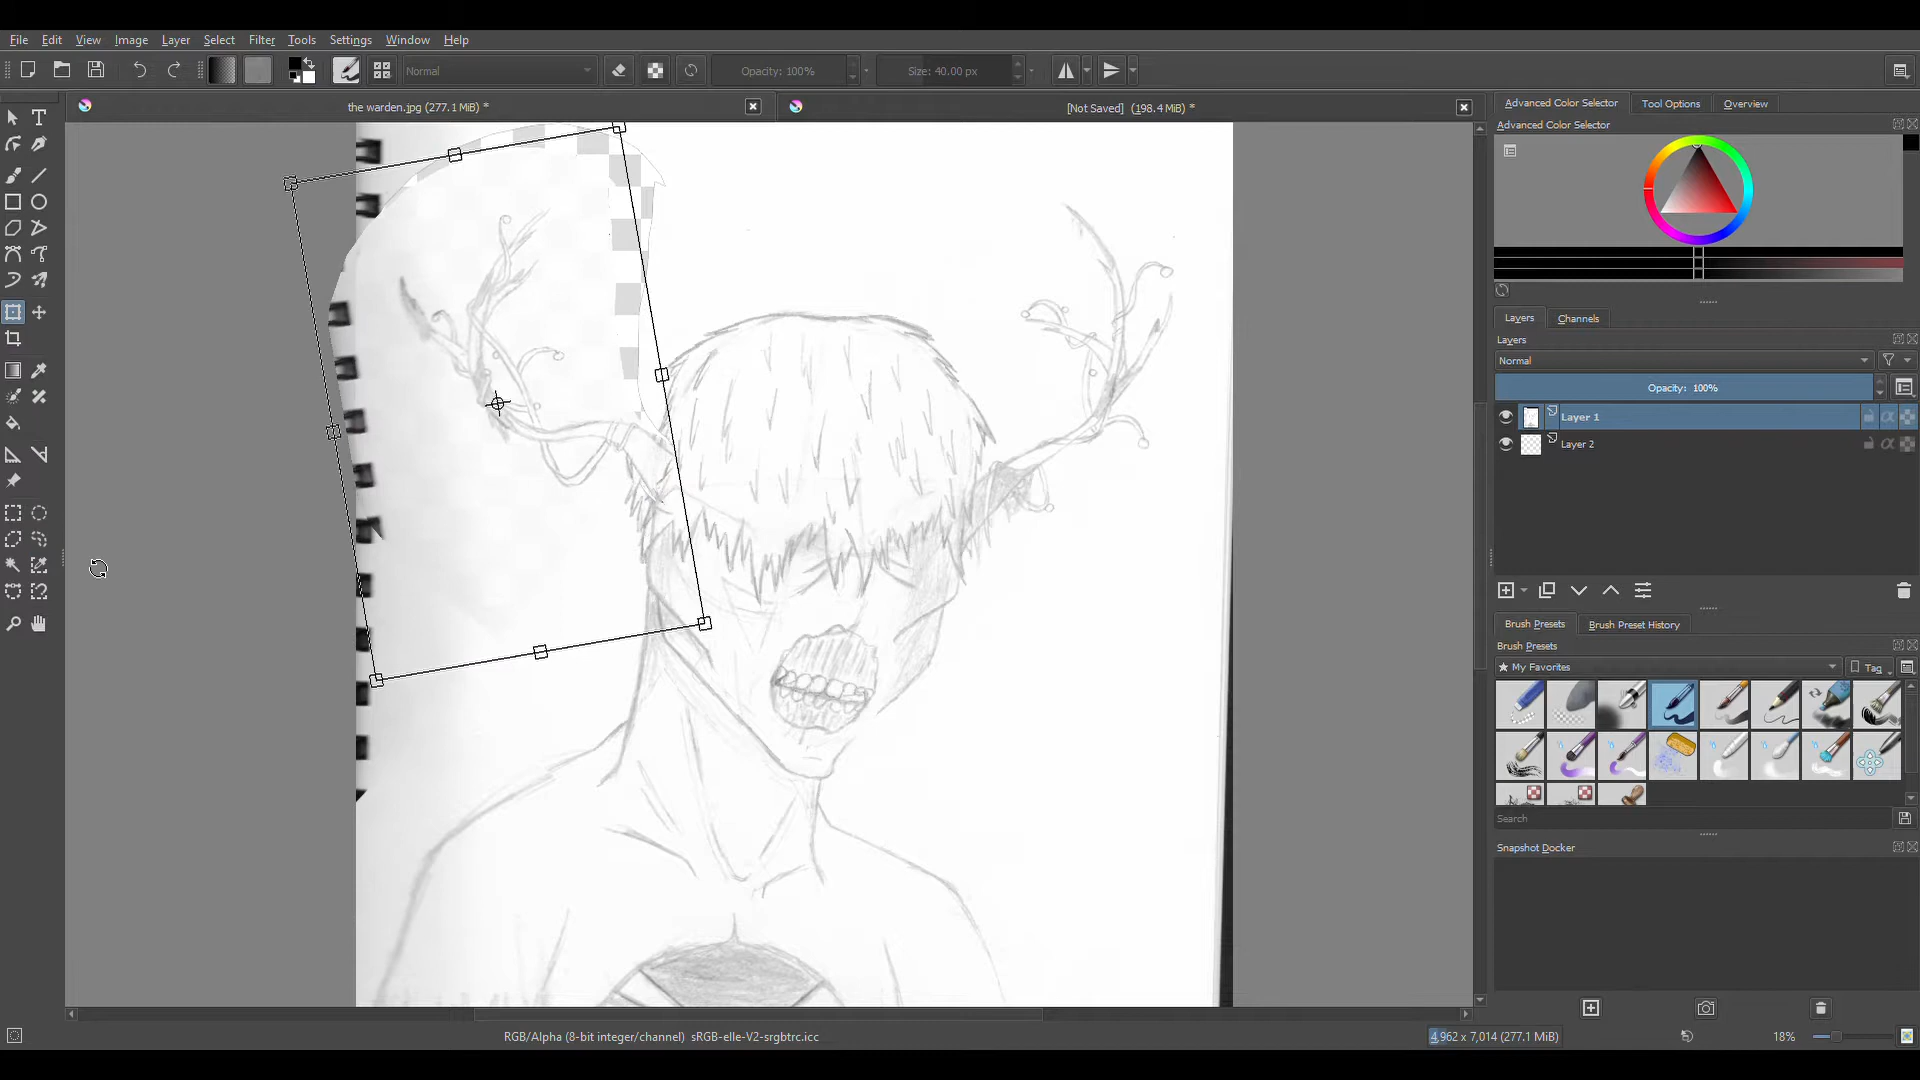 File Edit View Image Layer Select Filter Tools Settings Window Help
Normal
Opacity: 100%
Size: 40.00 px
the warden.jpg (277.1 MiB) *
[Not Saved] (198.4 MiB) *
Advanced Color Selector Tool Options Overview
Advanced Color Selector
Layers Channels
Layers
Normal
Opacity: 100%
Layer 1
Layer 2
Brush Presets Brush Preset History
Brush Presets
★ My Favorites
Tag
Search
Snapshot Docker
RGB/Alpha (8-bit integer/channel) sRGB-elle-V2-srgbtrc.icc
4,962 x 7,014 (277.1 MiB)
18%